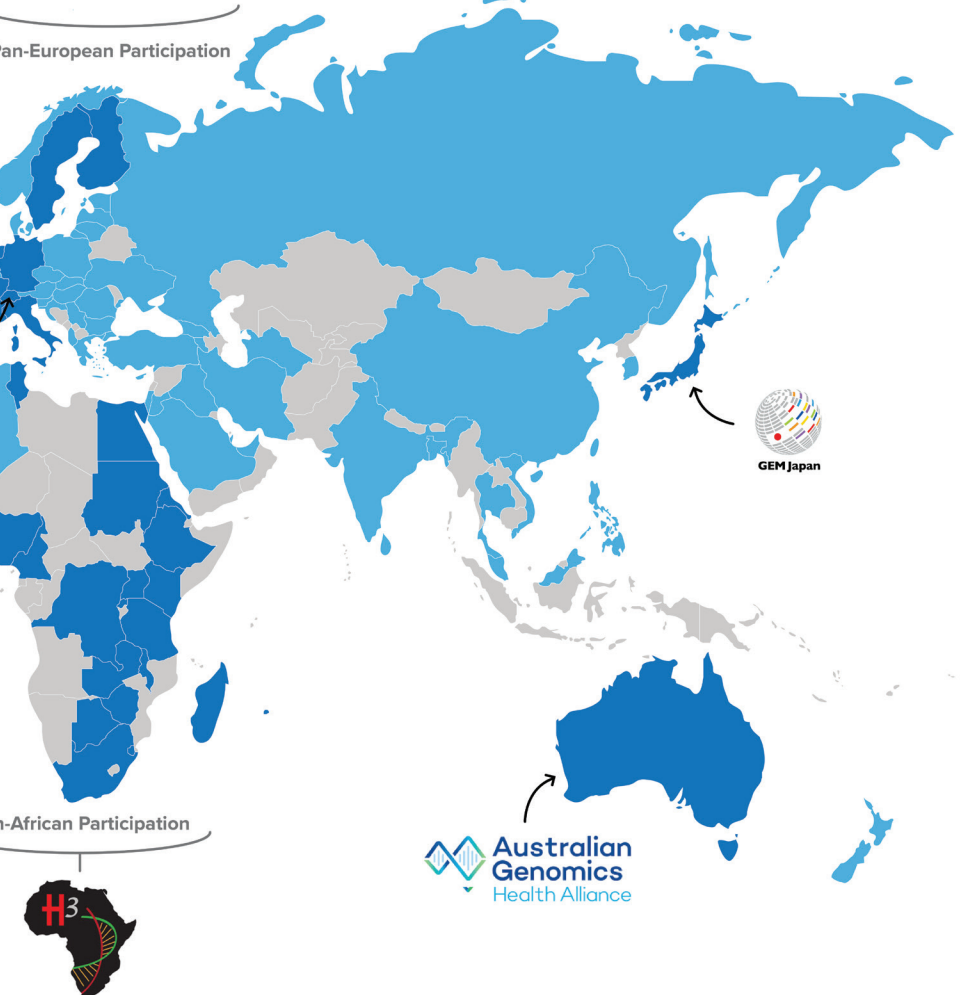 Pan-European Participation
GEM Japan
n-African Participation
Australian
Genomics
Health Alliance
H3